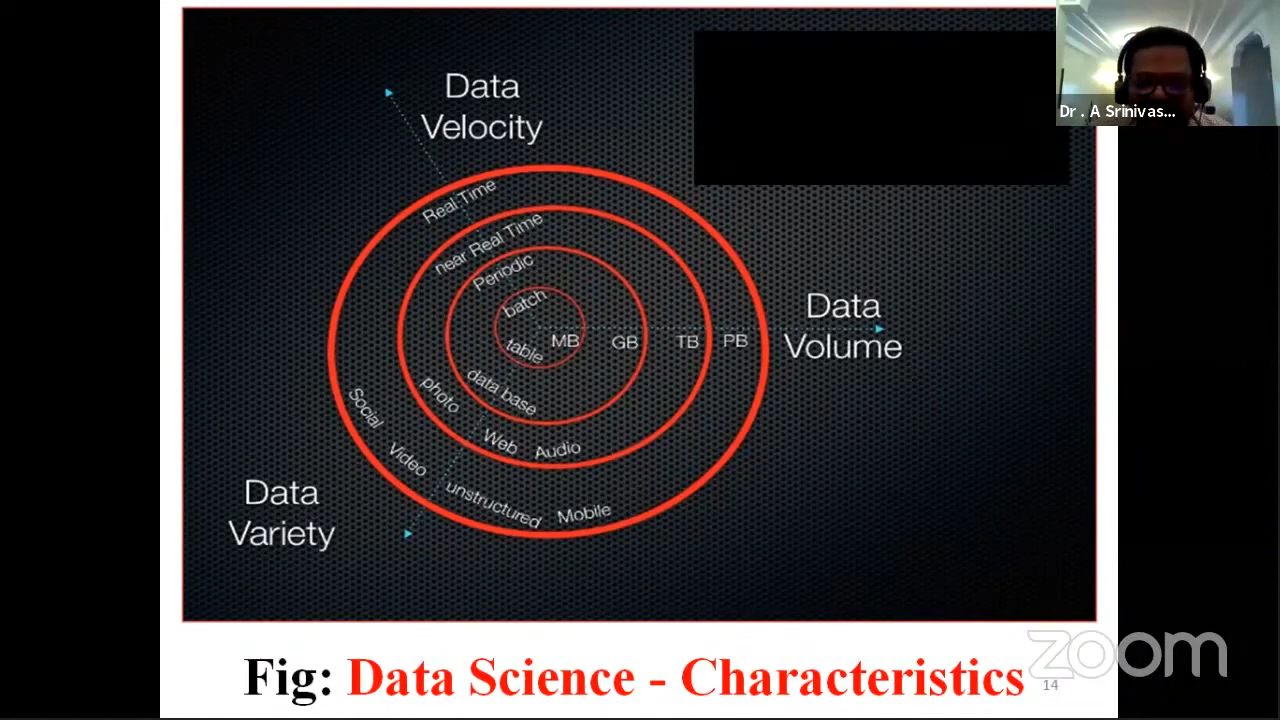 Data
Velocity
Dr . A Srinivas...
Real Time
near Real Time
Periodic
batch
Data
Volume
MB GB TB PB
table
data base
photo
Web Audio
Social
Video
unstructured Mobile
Data
Variety
Fig: Data Science - Characteristics
14
zoom